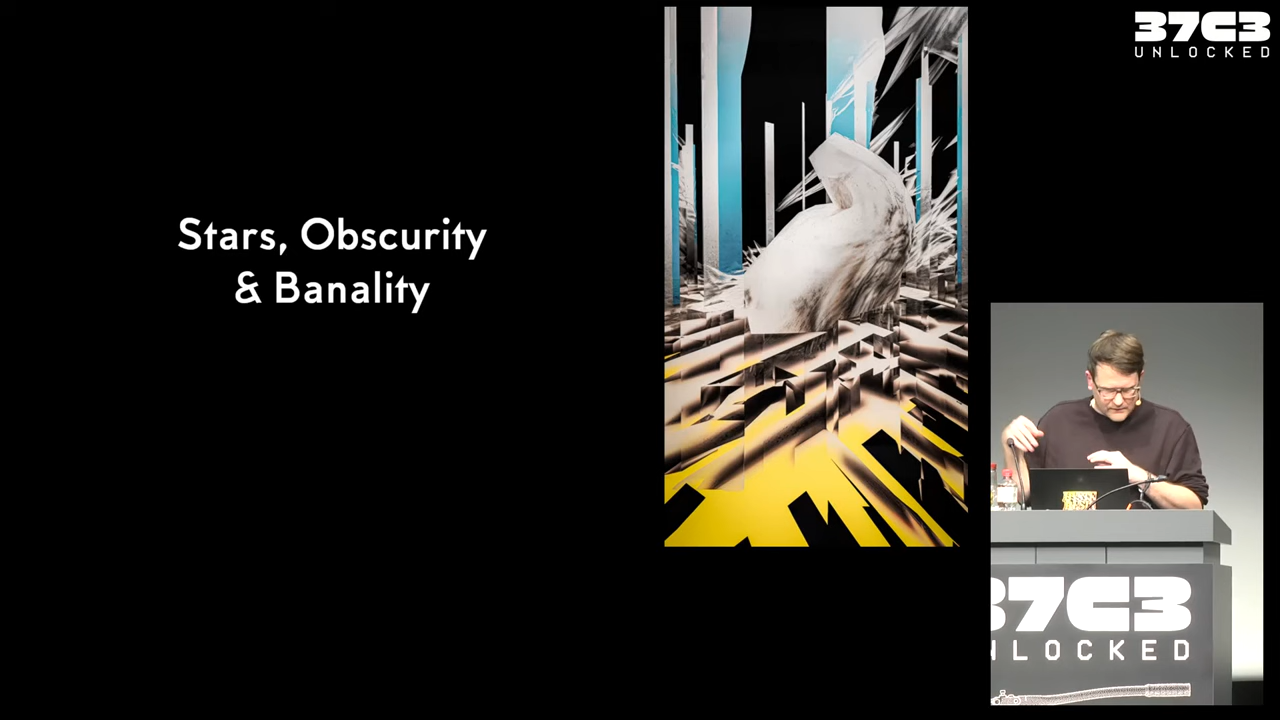 37C3
UNLOCKED
Stars, Obscurity
& Banality
37C3
UNLOCKED